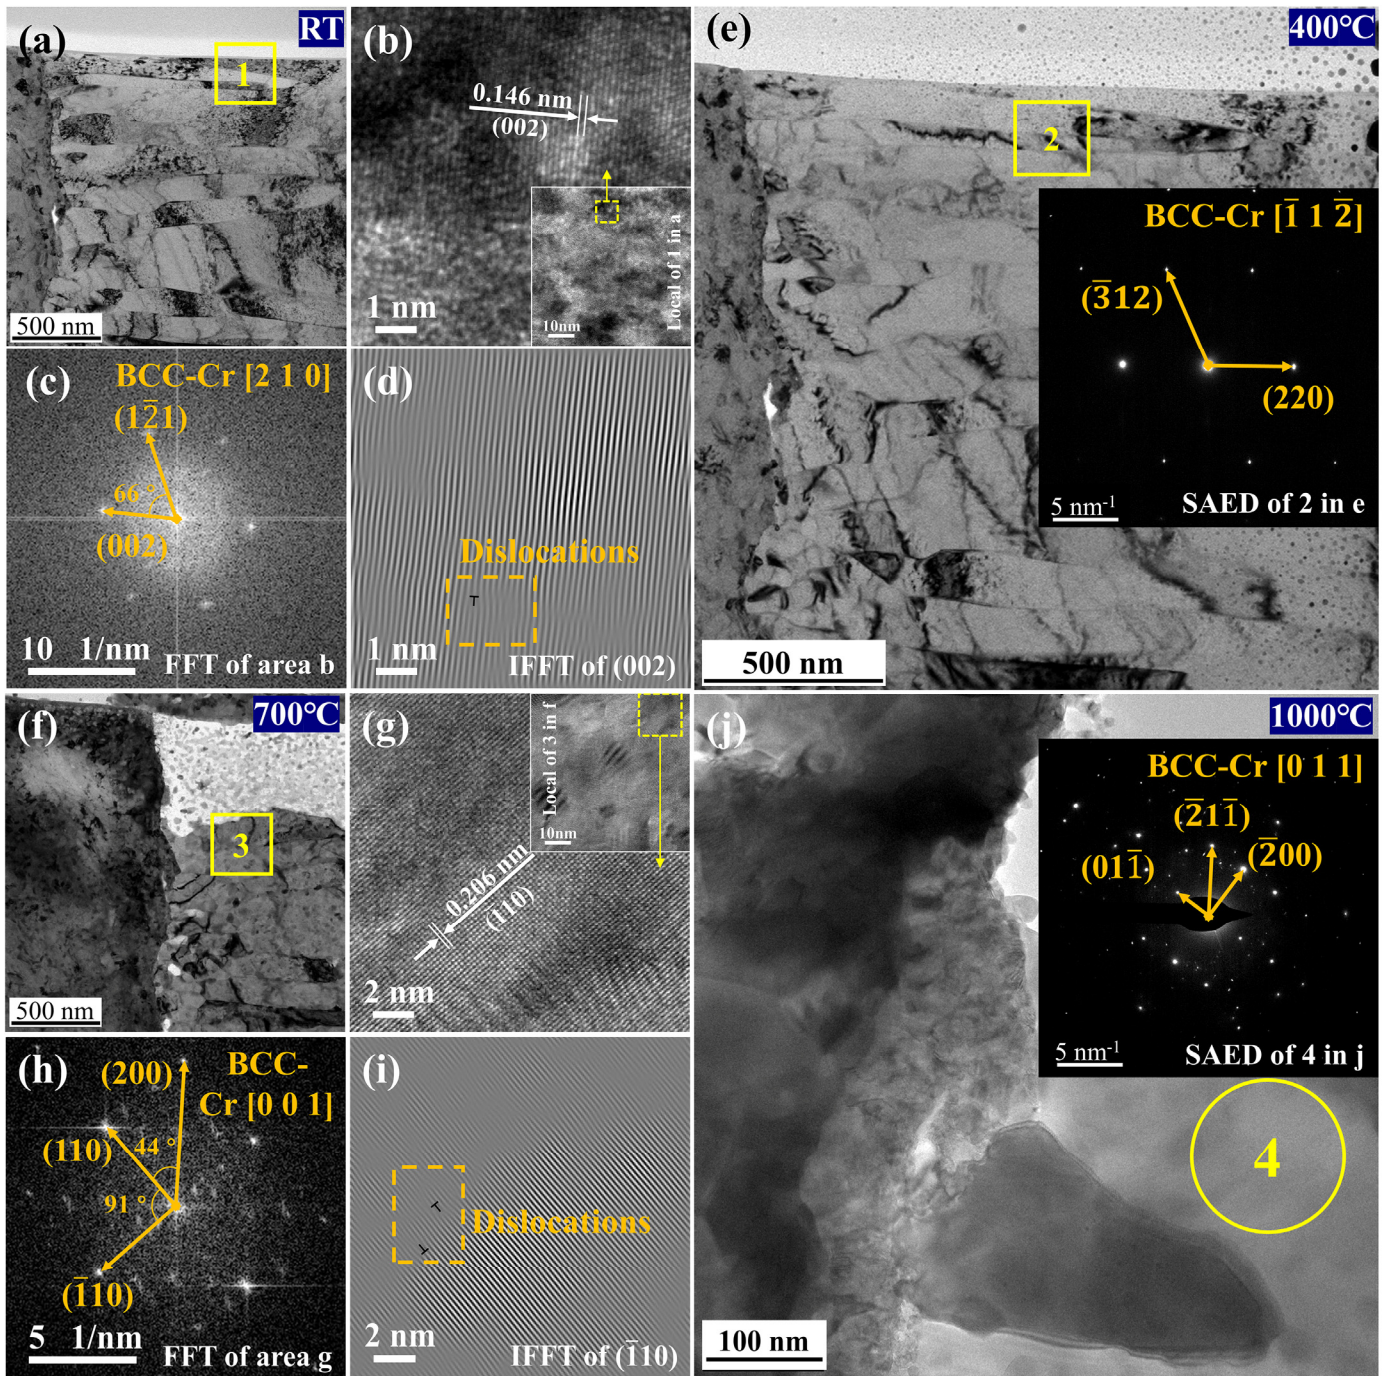 (a)
RT
1
500 nm
(b)
0.146 nm
(002)
Local of 1 in a
10nm
1 nm
(c)
BCC-Cr [2 1 0]
(12̅1)
66 °
(002)
10 1/nm
FFT of area b
(d)
Dislocations
1 nm
IFFT of (002)
(e)
400℃
2
BCC-Cr [1̅ 1 2̅]
(3̅12)
(220)
5 nm⁻¹
SAED of 2 in e
500 nm
(f)
700℃
3
500 nm
(g)
Local of 3 in f
10nm
0.206 nm
(110)
2 nm
(h)
(200)
BCC-
Cr [0 0 1]
(110)
44 °
91 °
(1̅10)
5 1/nm
FFT of area g
(i)
Dislocations
2 nm
IFFT of (1̅10)
(j)
1000℃
BCC-Cr [0 1 1]
(2̅11̅)
(011̅)
(2̅00)
5 nm⁻¹
SAED of 4 in j
4
100 nm